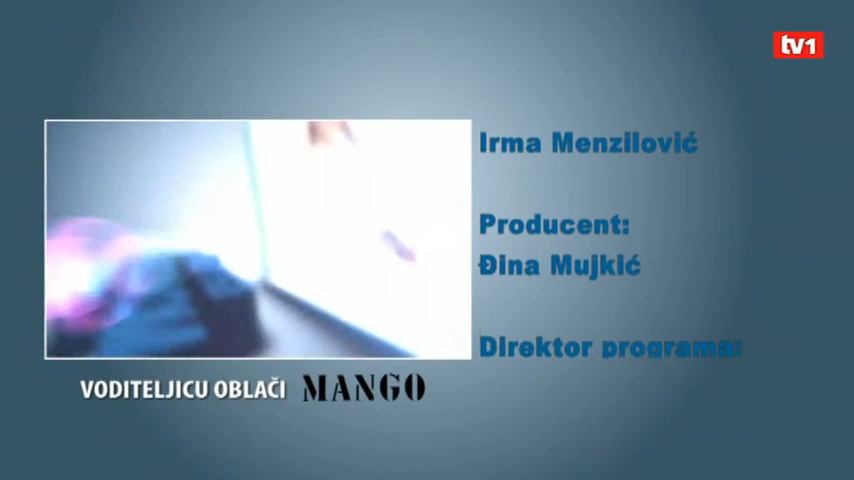 tv1
Irma Menzilović
Producent:
Đina Mujkić
Direktor programa:
VODITELJICU OBLAČI MANGO